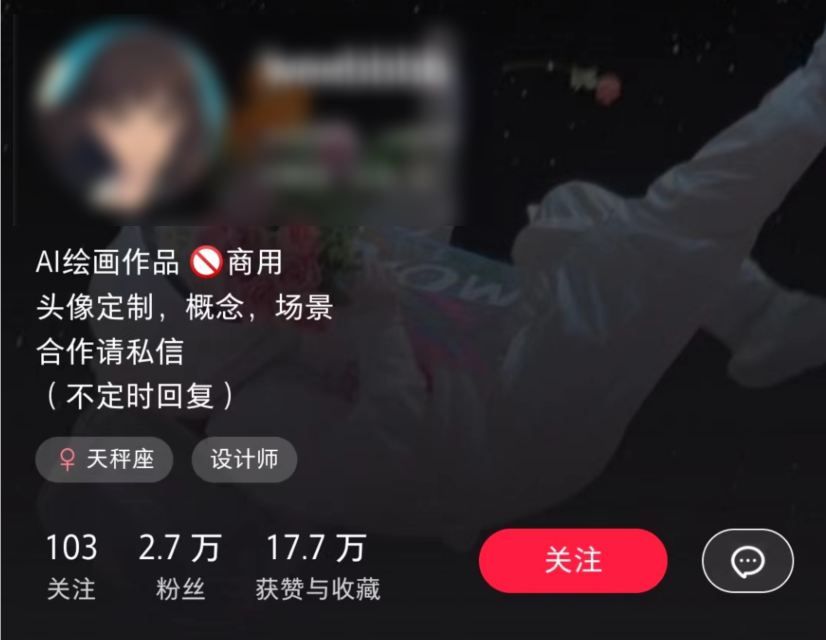 AI绘画作品 🚫商用
头像定制，概念，场景
合作请私信
（不定时回复）
♀ 天秤座 设计师
103 2.7 万 17.7 万
关注 粉丝 获赞与收藏
关注